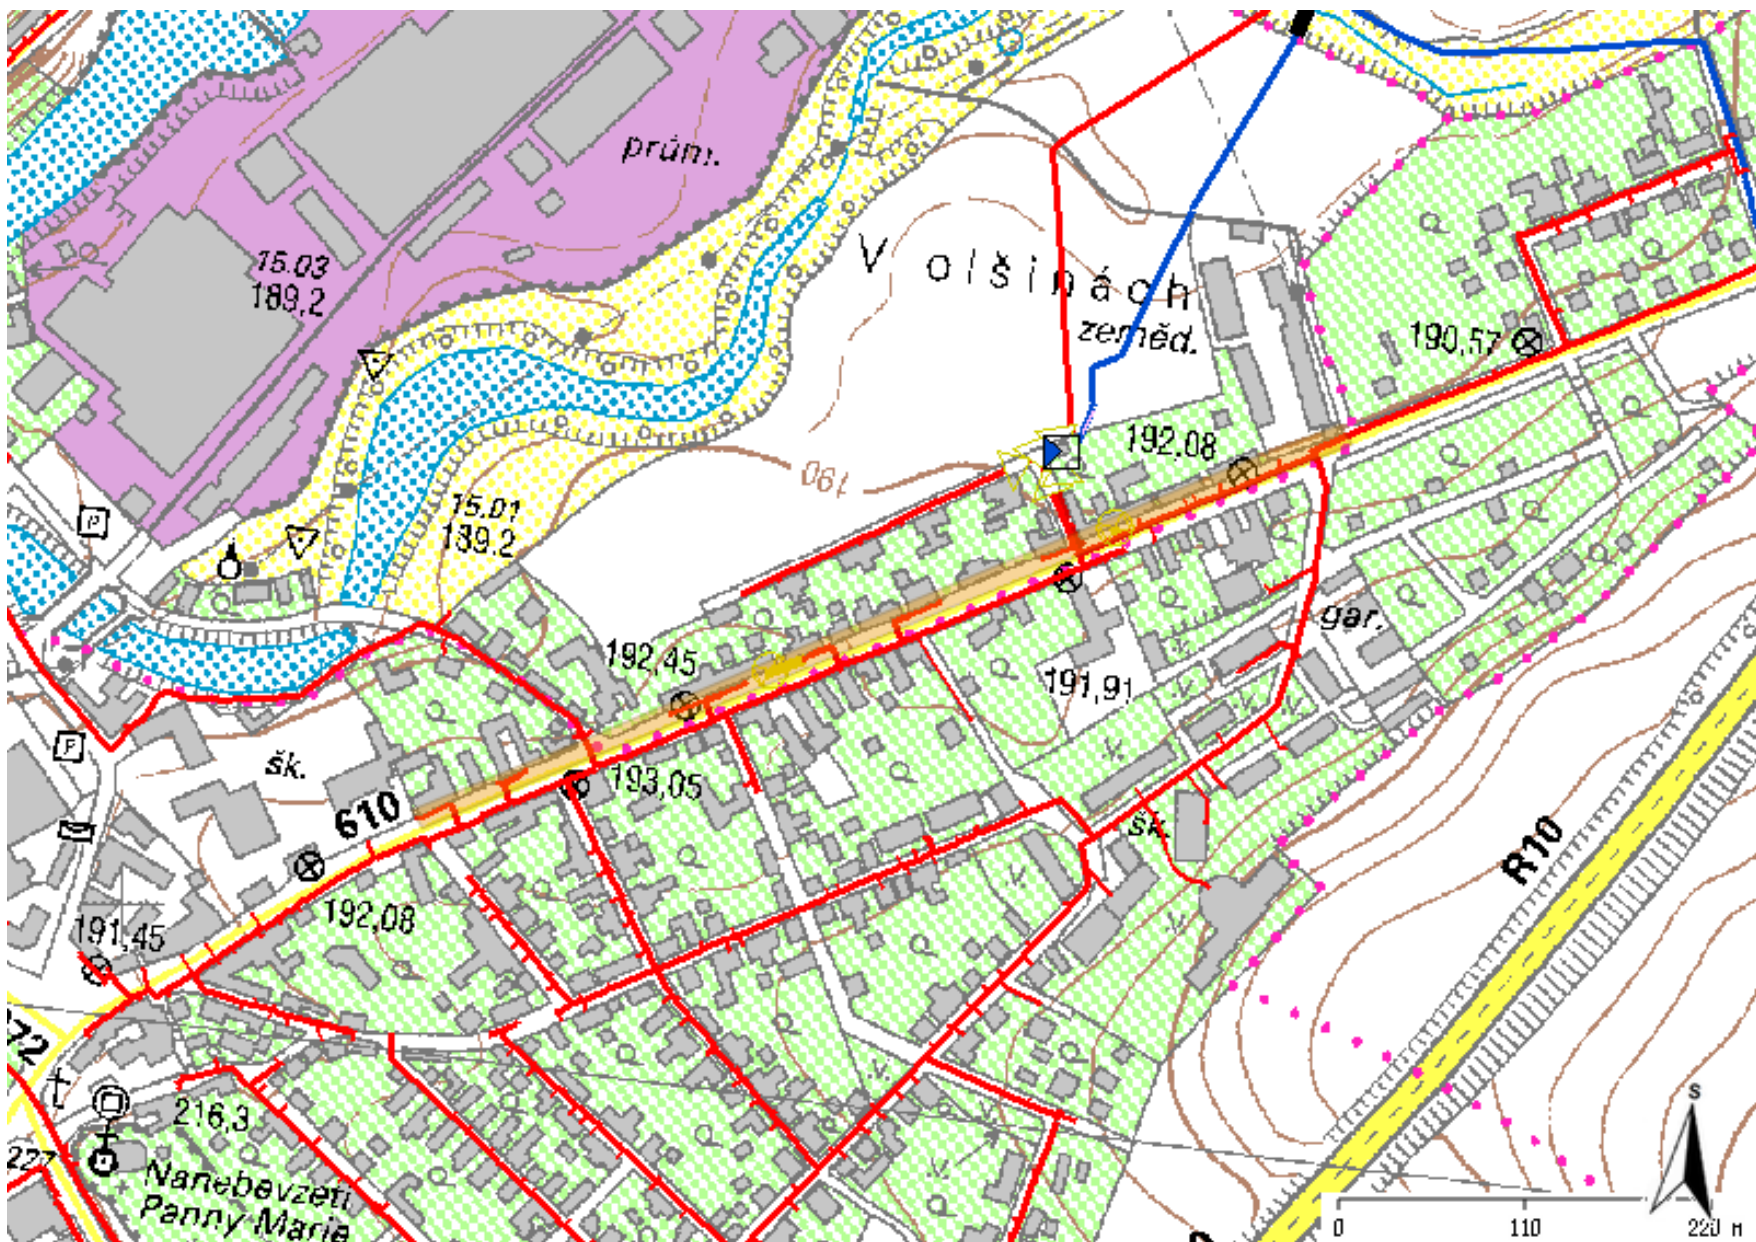 prům.
15.03
189,2
V olšinách
zeměd.
190,57
192,08
190
15.01
189.2
P
gar.
192,45
191,91
P
šk.
193,05
610
šk.
R10
192,08
191,45
t
216,3
227
Nanebevzetí
Panny Marie
S
0 110 220 m